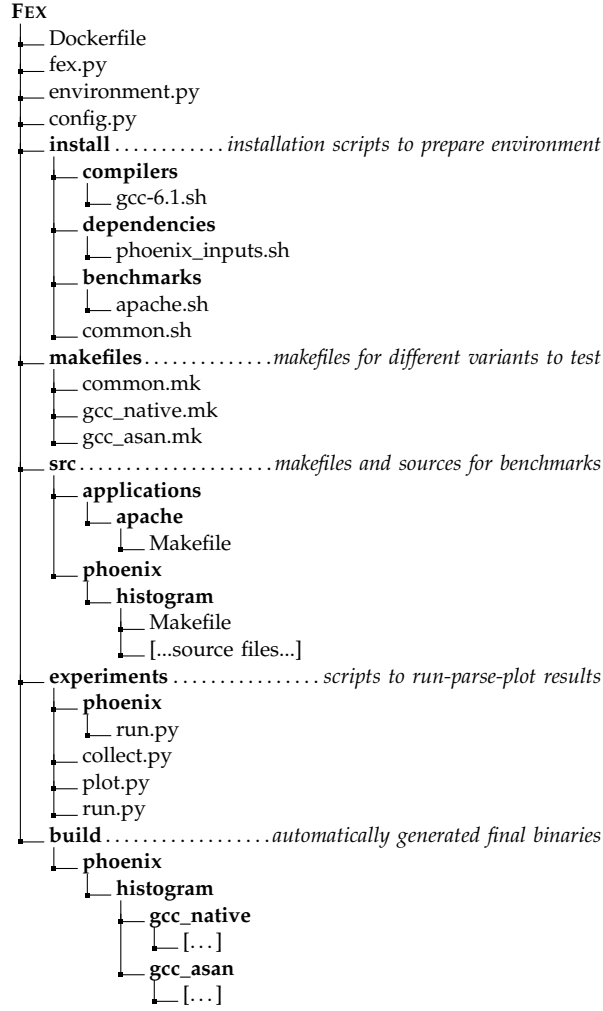 FEX
Dockerfile
fex.py
environment.py
config.py
install............installation scripts to prepare environment
compilers
gcc-6.1.sh
dependencies
phoenix_inputs.sh
benchmarks
apache.sh
common.sh
makefiles..............makefiles for different variants to test
common.mk
gcc_native.mk
gcc_asan.mk
src.....................makefiles and sources for benchmarks
applications
apache
Makefile
phoenix
histogram
Makefile
[...source files...]
experiments................scripts to run-parse-plot results
phoenix
run.py
collect.py
plot.py
run.py
build..................automatically generated final binaries
phoenix
histogram
gcc_native
[...]
gcc_asan
[...]